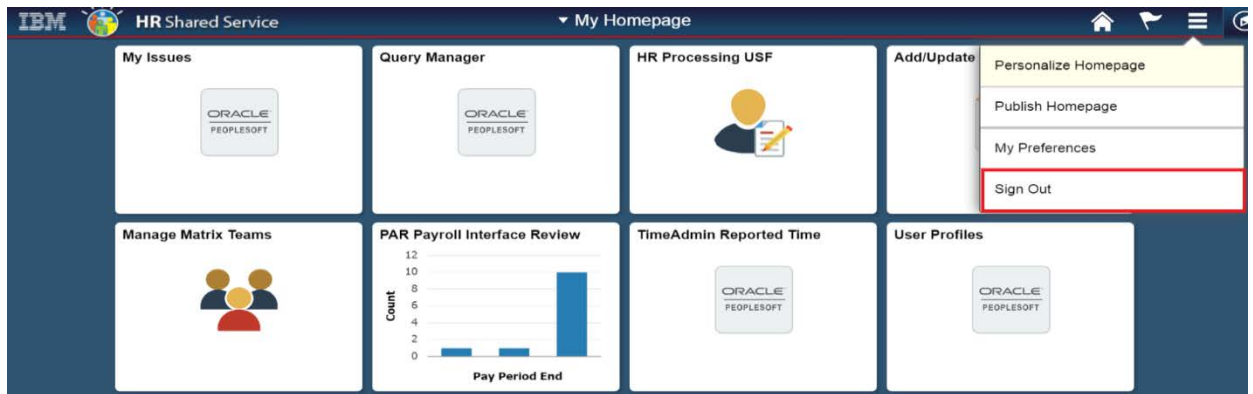 IBM HR Shared Service My Homepage
My Issues
ORACLE
PEOPLESOFT
Query Manager
ORACLE
PEOPLESOFT
HR Processing USF
Add/Update
Personalize Homepage
Publish Homepage
My Preferences
Sign Out
Manage Matrix Teams
PAR Payroll Interface Review
Count
12
10
8
6
4
2
0
Pay Period End
TimeAdmin Reported Time
ORACLE
PEOPLESOFT
User Profiles
ORACLE
PEOPLESOFT